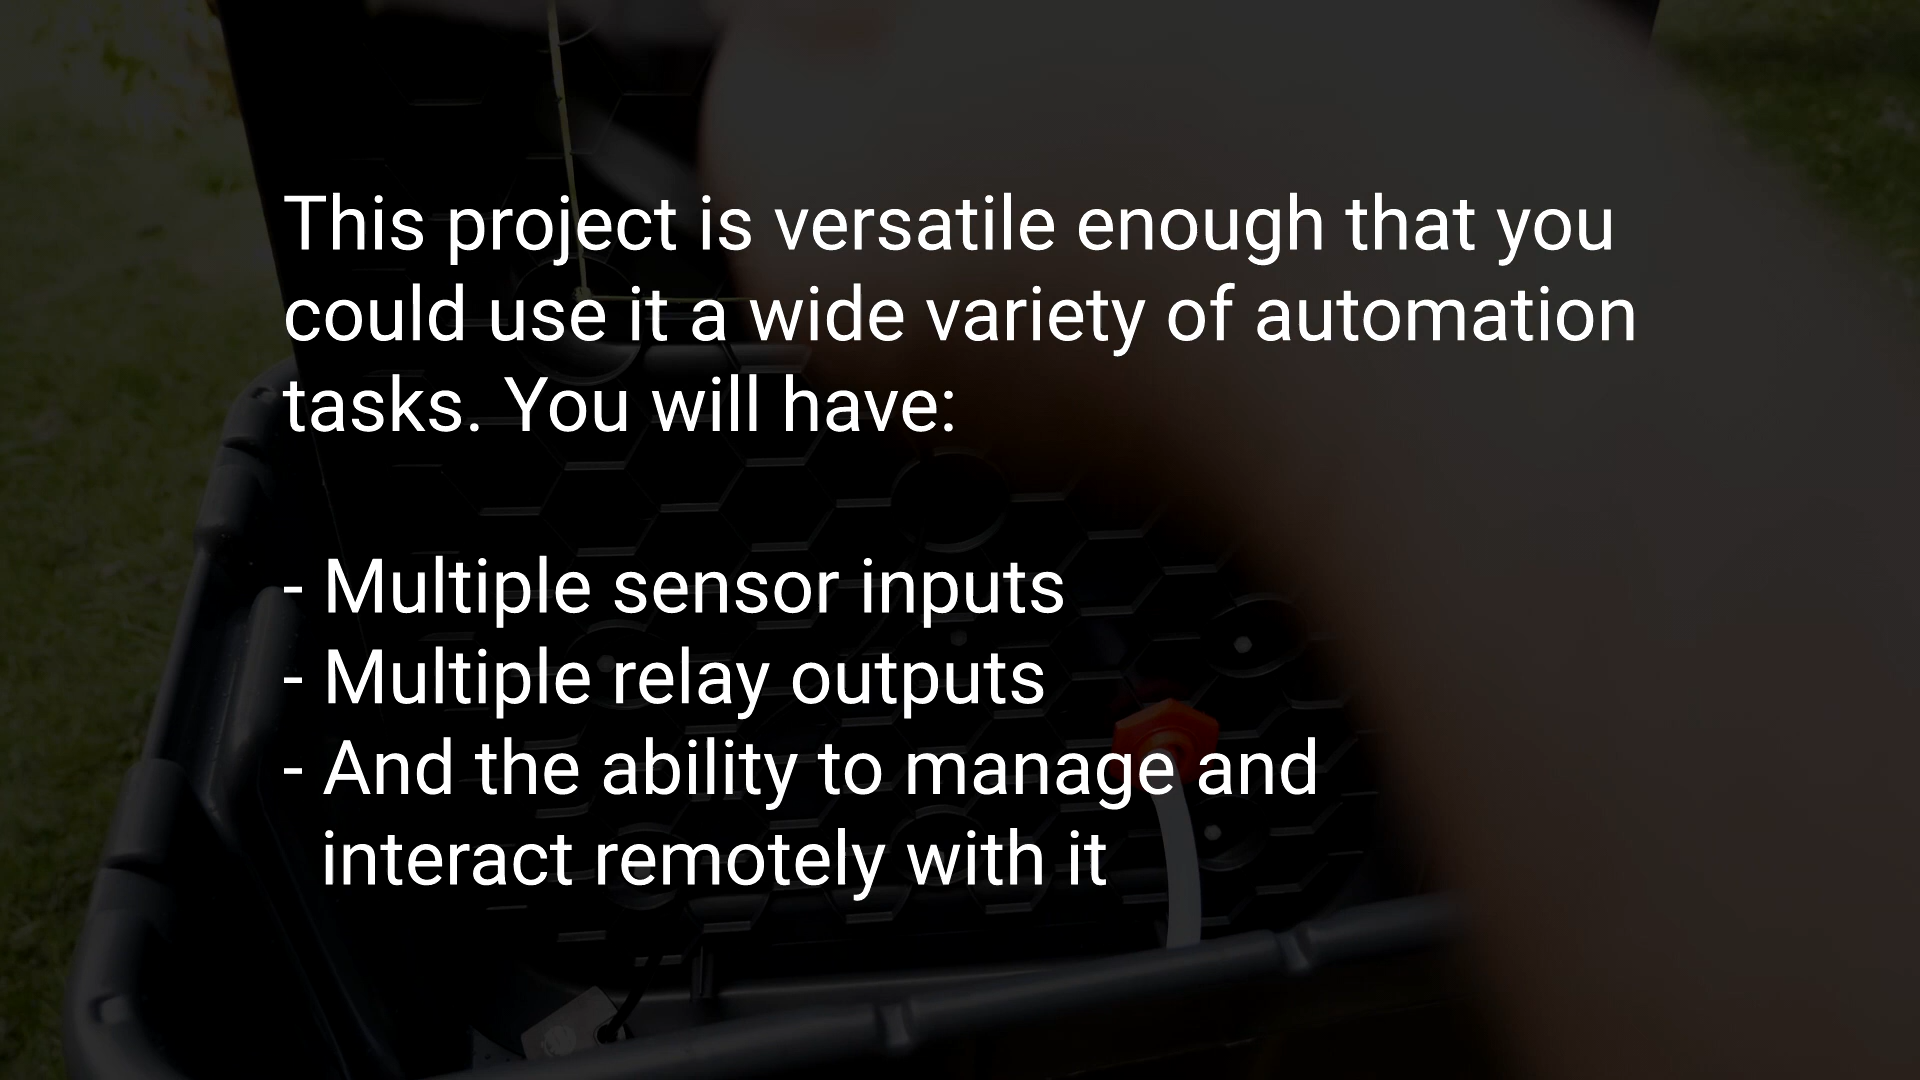 This project is versatile enough that you
could use it a wide variety of automation
tasks. You will have:
- Multiple sensor inputs
- Multiple relay outputs
- And the ability to manage and
interact remotely with it